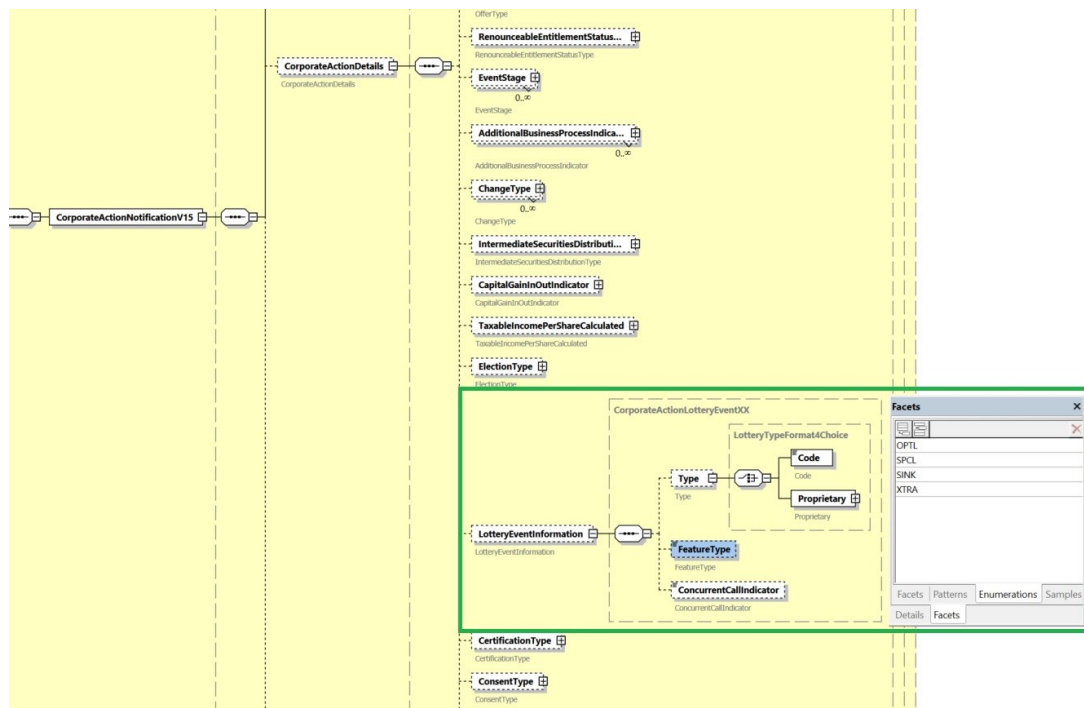 OfferType
RenounceableEntitlementStatus...
RenounceableEntitlementStatusType
CorporateActionDetails
CorporateActionDetails
EventStage
0..∞
EventStage
AdditionalBusinessProcessIndica...
0..∞
AdditionalBusinessProcessIndicator
ChangeType
0..∞
ChangeType
CorporateActionNotificationV15
IntermediateSecuritiesDistributi...
IntermediateSecuritiesDistributionType
CapitalGainInOutIndicator
CapitalGainInOutIndicator
TaxableIncomePerShareCalculated
TaxableIncomePerShareCalculated
ElectionType
ElectionType
CorporateActionLotteryEventXX
LotteryTypeFormat4Choice
Code
Code
Type
Type
Proprietary
Proprietary
LotteryEventInformation
LotteryEventInformation
FeatureType
FeatureType
ConcurrentCallIndicator
ConcurrentCallIndicator
Facets
OPTL
SPCL
SINK
XTRA
Facets Patterns Enumerations Samples
Details Facets
CertificationType
CertificationType
ConsentType
ConsentType